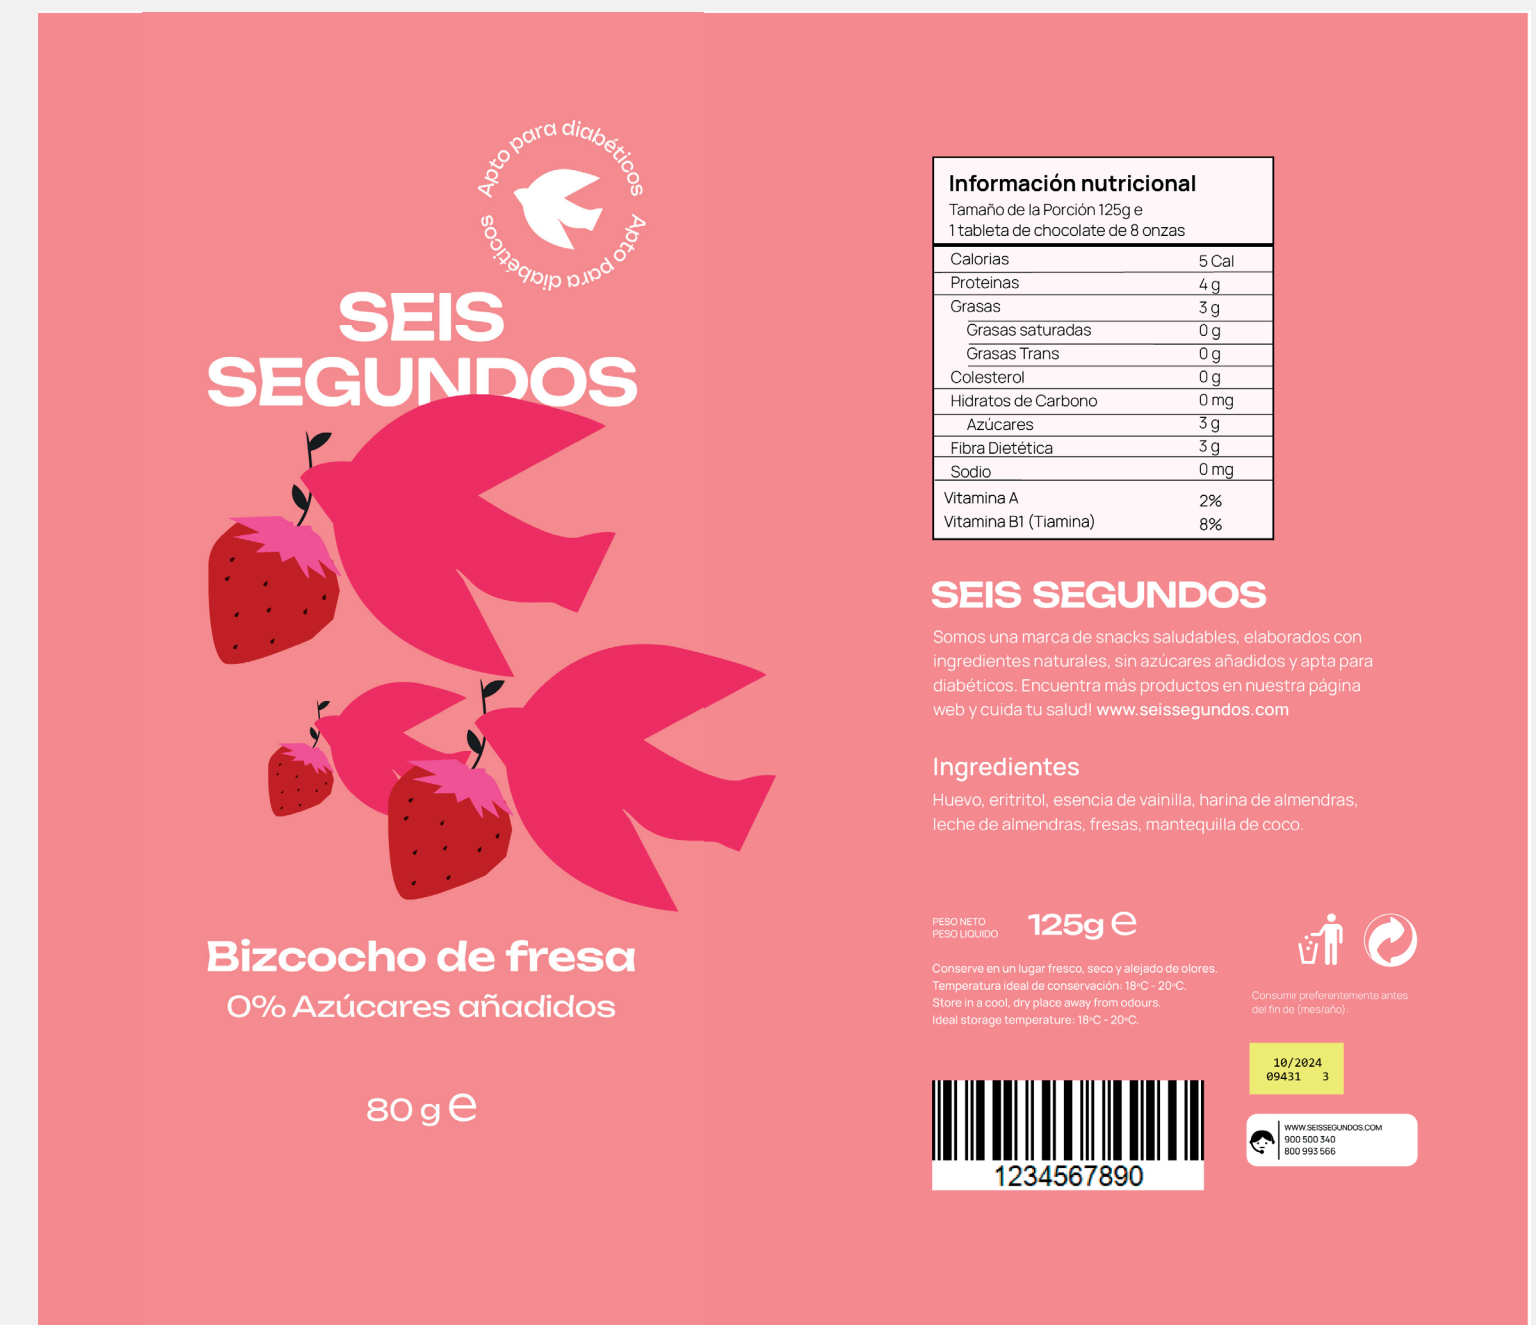 Apto para diabéticos
Apto para diabéticos
SEIS
SEGUNDOS
Bizcocho de fresa
0% Azúcares añadidos
80 g e
Información nutricional
Tamaño de la Porción 125g e
1 tableta de chocolate de 8 onzas
Calorias 5 Cal
Proteinas 4 g
Grasas 3 g
Grasas saturadas 0 g
Grasas Trans 0 g
Colesterol 0 g
Hidratos de Carbono 0 mg
Azúcares 3 g
Fibra Dietética 3 g
Sodio 0 mg
Vitamina A 2%
Vitamina B1 (Tiamina) 8%
SEIS SEGUNDOS
Somos una marca de snacks saludables, elaborados con
ingredientes naturales, sin azúcares añadidos y apta para
diabéticos. Encuentra más productos en nuestra página
web y cuida tu salud! www.seissegundos.com
Ingredientes
Huevo, eritritol, esencia de vainilla, harina de almendras,
leche de almendras, fresas, mantequilla de coco.
PESO NETO
PESO LIQUIDO
125g e
Conserve en un lugar fresco, seco y alejado de olores.
Temperatura ideal de conservación: 18ºC - 20ºC.
Store in a cool, dry place away from odours.
Ideal storage temperature: 18ºC - 20ºC.
Consumir preferentemente antes
del fin de (mes/año):
10/2024
09431 3
1234567890
WWW.SEISSEGUNDOS.COM
900 500 340
800 993 566